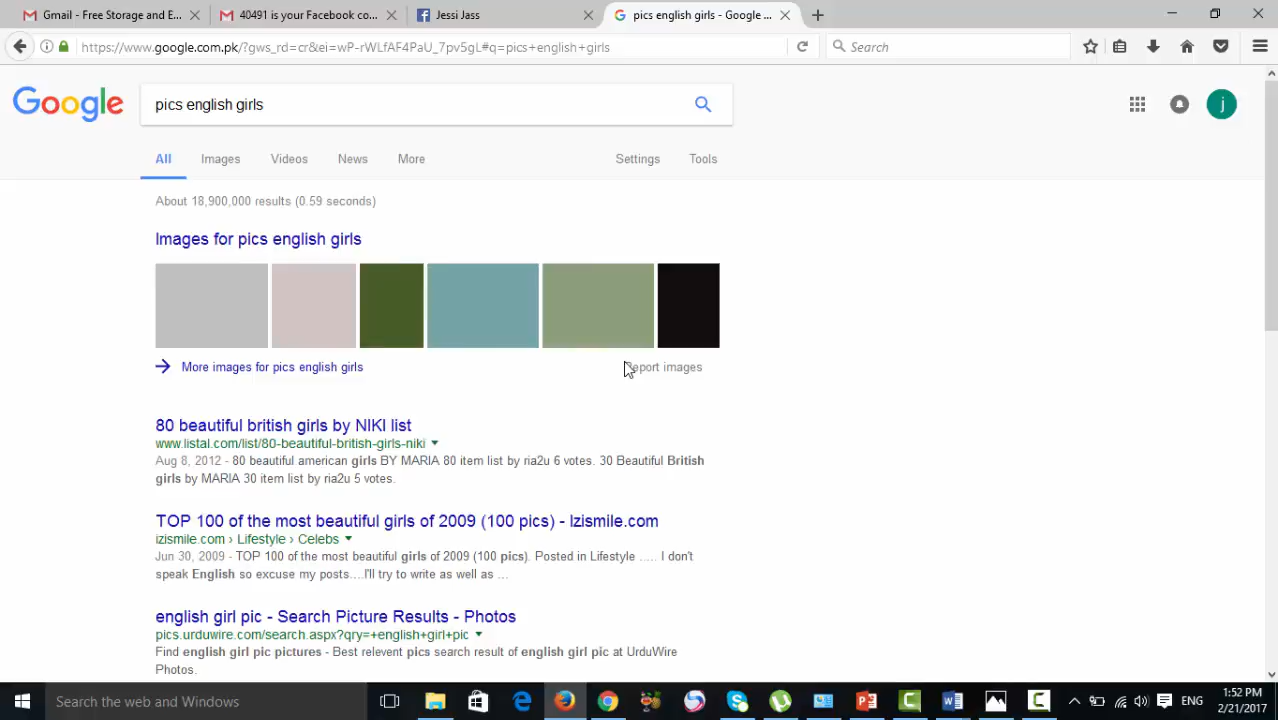 Gmail - Free Storage and E...
40491 is your Facebook co...
Jessi Jass
pics english girls - Google ...
https://www.google.com.pk/?gws_rd=cr&ei=wP-rWLfAF4PaU_7pv5gL#q=pics+english+girls
Search
Google
pics english girls
j
All Images Videos News More Settings Tools
About 18,900,000 results (0.59 seconds)
Images for pics english girls
More images for pics english girls
Report images
80 beautiful british girls by NIKI list
www.listal.com/list/80-beautiful-british-girls-niki
Aug 8, 2012 - 80 beautiful american girls BY MARIA 80 item list by ria2u 6 votes. 30 Beautiful British
girls by MARIA 30 item list by ria2u 5 votes.
TOP 100 of the most beautiful girls of 2009 (100 pics) - Izismile.com
izismile.com › Lifestyle › Celebs
Jun 30, 2009 - TOP 100 of the most beautiful girls of 2009 (100 pics). Posted in Lifestyle ..... I don't
speak English so excuse my posts....I'll try to write as well as ...
english girl pic - Search Picture Results - Photos
pics.urduwire.com/search.aspx?qry=+english+girl+pic
Find english girl pic pictures - Best relevent pics search result of english girl pic at UrduWire
Photos.
Search the web and Windows
ENG
1:52 PM
2/21/2017